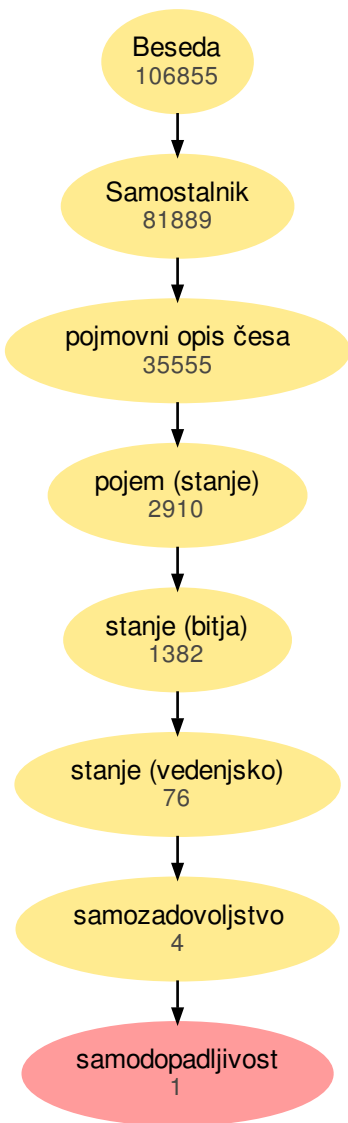 Beseda
106855
Samostalnik
81889
pojmovni opis česa
35555
pojem (stanje)
2910
stanje (bitja)
1382
stanje (vedenjsko)
76
samozadovoljstvo
4
samodopadljivost
1